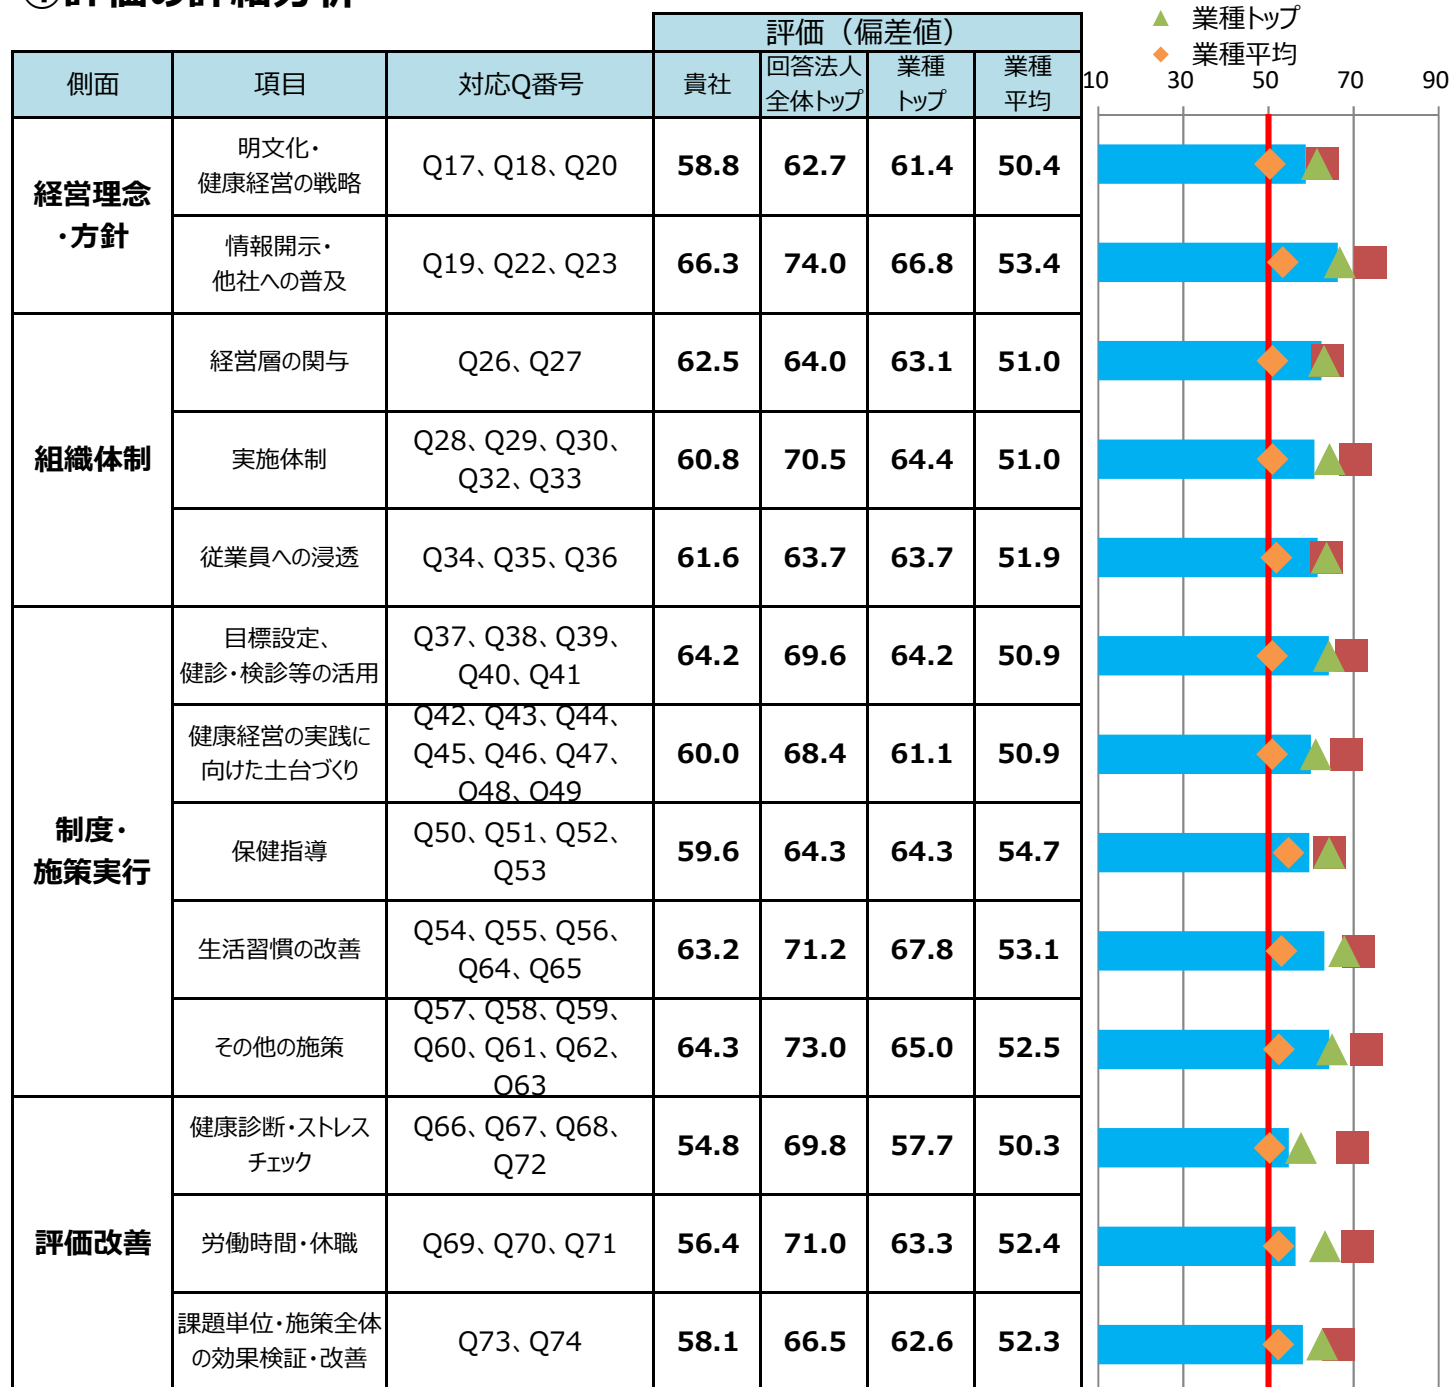 ④評価の詳細分析
業種トップ
業種平均
評価（偏差値）
側面 項目 対応Q番号 貴社 回答法人全体トップ 業種トップ 業種平均
10 30 50 70 90
経営理念・方針
明文化・
健康経営の戦略
Q17、Q18、Q20
58.8 62.7 61.4 50.4
情報開示・
他社への普及
Q19、Q22、Q23
66.3 74.0 66.8 53.4
組織体制
経営層の関与
Q26、Q27
62.5 64.0 63.1 51.0
実施体制
Q28、Q29、Q30、
Q32、Q33
60.8 70.5 64.4 51.0
従業員への浸透
Q34、Q35、Q36
61.6 63.7 63.7 51.9
制度・
施策実行
目標設定、
健診・検診等の活用
Q37、Q38、Q39、
Q40、Q41
64.2 69.6 64.2 50.9
健康経営の実践に
向けた土台づくり
Q42、Q43、Q44、
Q45、Q46、Q47、
Q48、Q49
60.0 68.4 61.1 50.9
保健指導
Q50、Q51、Q52、
Q53
59.6 64.3 64.3 54.7
生活習慣の改善
Q54、Q55、Q56、
Q64、Q65
63.2 71.2 67.8 53.1
その他の施策
Q57、Q58、Q59、
Q60、Q61、Q62、
Q63
64.3 73.0 65.0 52.5
評価改善
健康診断・ストレス
チェック
Q66、Q67、Q68、
Q72
54.8 69.8 57.7 50.3
労働時間・休職
Q69、Q70、Q71
56.4 71.0 63.3 52.4
課題単位・施策全体
の効果検証・改善
Q73、Q74
58.1 66.5 62.6 52.3